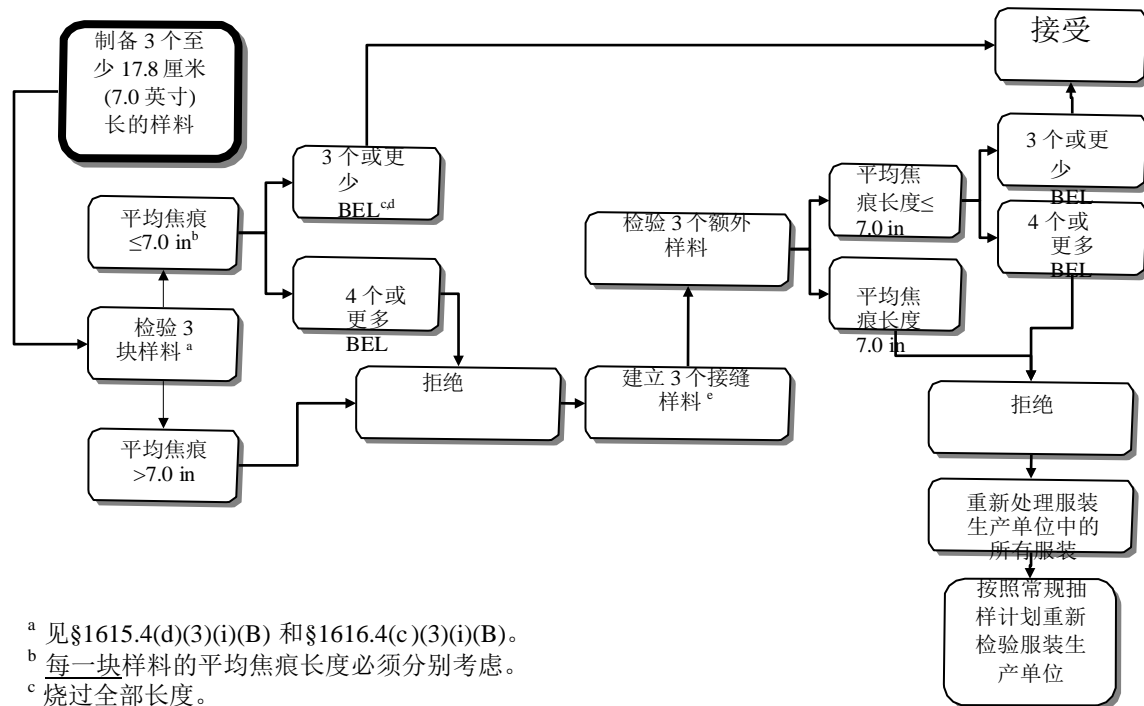 制备 3 个至
少 17.8 厘米
(7.0 英寸)
长的样料
接受
3 个或更
少
BEL c,d
平均焦痕
≤7.0 in b
4 个或
更多
BEL
检验 3
块样料 a
平均焦痕
>7.0 in
拒绝
建立 3 个接缝
样料 e
检验 3 个额外
样料
平均焦
痕长度≤
7.0 in
平均焦
痕长度
7.0 in
3 个或更
少
BEL
4 个或
更多
BEL
拒绝
重新处理服装
生产单位中的
所有服装
按照常规抽
样计划重新
检验服装生
产单位
a 见§1615.4(d)(3)(i)(B) 和§1616.4(c)(3)(i)(B)。
b 每一块样料的平均焦痕长度必须分别考虑。
c 烧过全部长度。